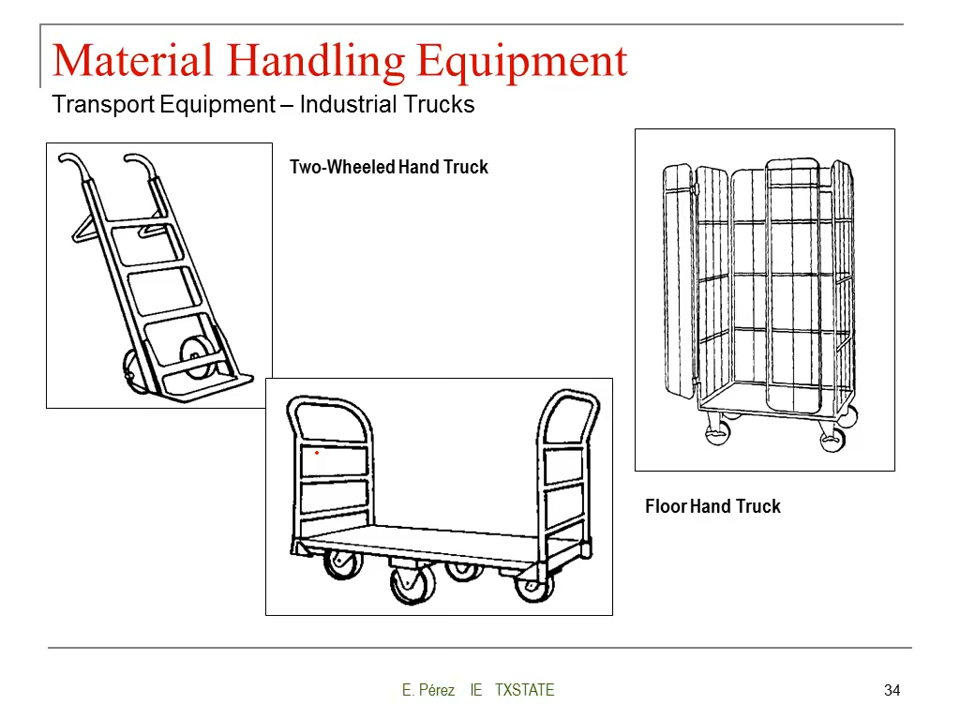 Material Handling Equipment
Transport Equipment – Industrial Trucks
Two-Wheeled Hand Truck
Floor Hand Truck
E. Pérez IE TXSTATE
34